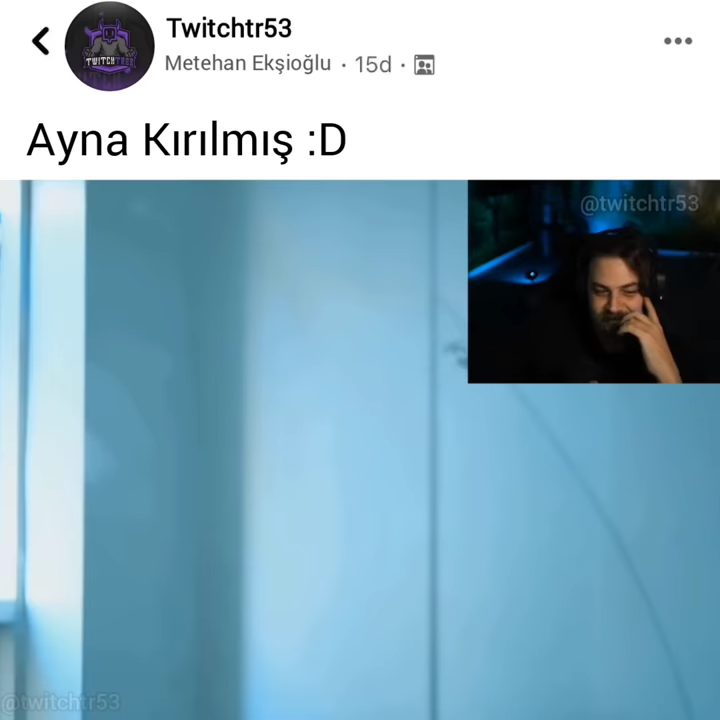 Twitchtr53
Metehan Ekşioğlu · 15d ·
Ayna Kırılmış :D
@twitchtr53
@twitchtr53